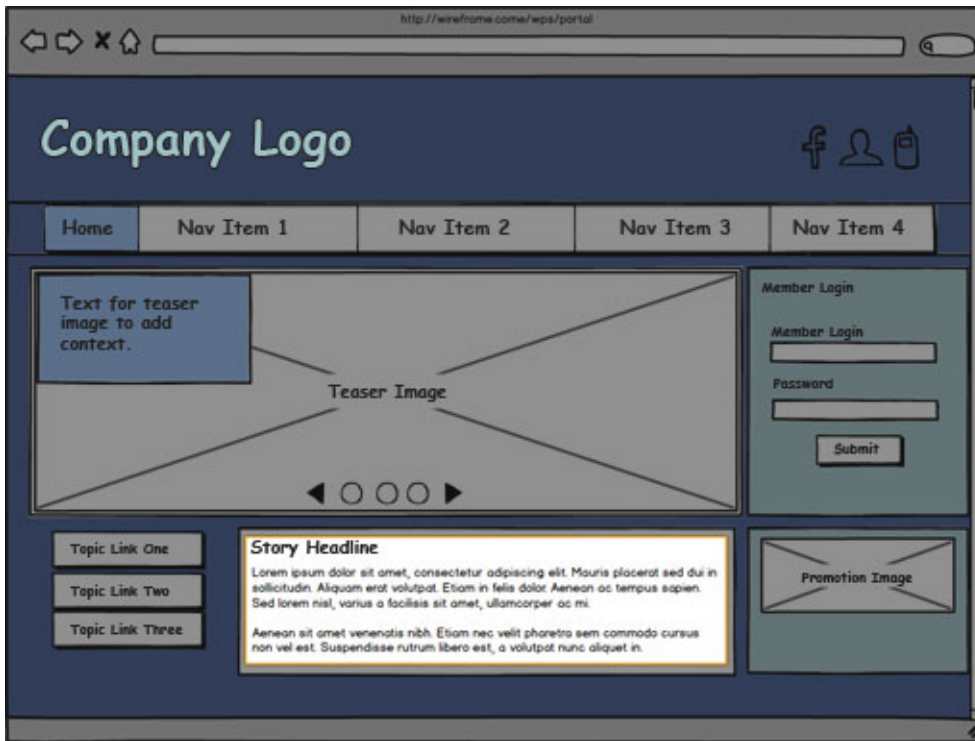 http://wireframe.come/wps/portal
Company Logo
Home
Nav Item 1
Nav Item 2
Nav Item 3
Nav Item 4
Text for teaser
image to add
context.
Teaser Image
Member Login
Member Login
Password
Submit
Topic Link One
Topic Link Two
Topic Link Three
Story Headline
Lorem ipsum dolor sit amet, consectetur adipiscing elit. Mauris placerat sed dui in
sollicitudin. Aliquam erat volutpat. Etiam in felis dolor. Aenean ac tempus sapien.
Sed lorem nisl, varius a facilisis sit amet, ullamcorper ac mi.
Aenean sit amet venenatis nibh. Etiam nec velit pharetra sem commodo cursus
non vel est. Suspendisse rutrum libero est, a volutpat nunc aliquet in.
Promotion Image